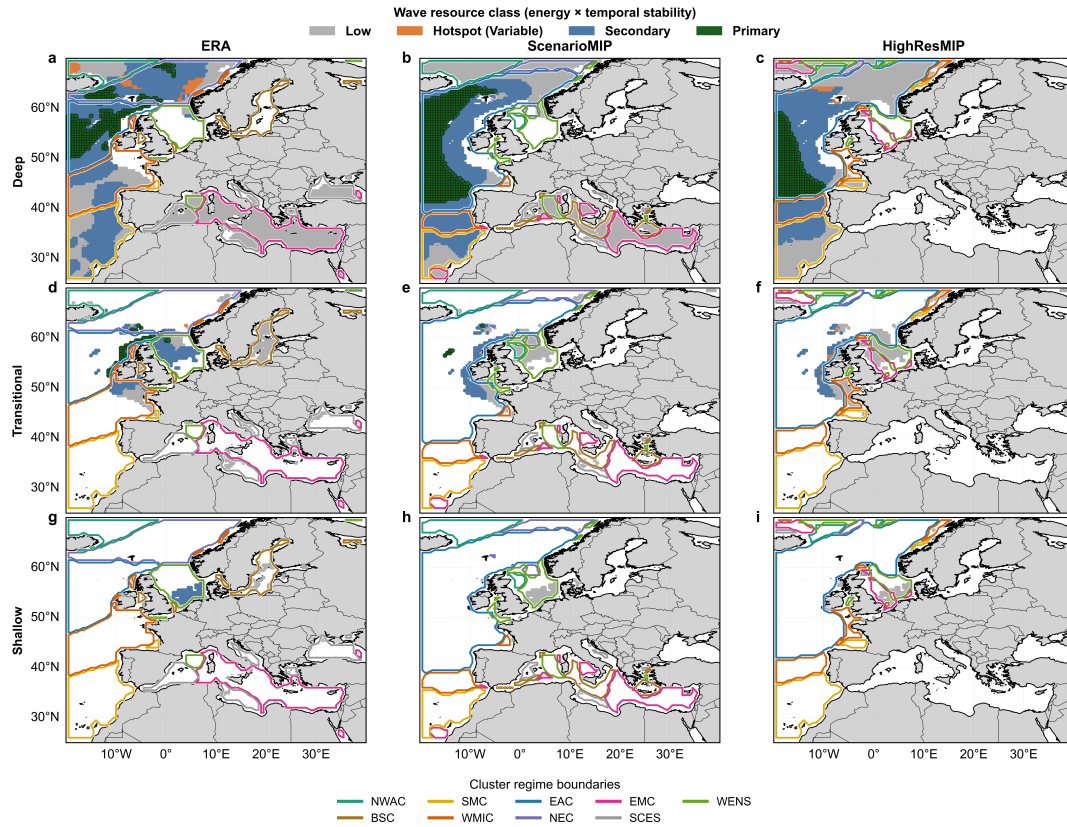 Wave resource class (energy × temporal stability)
Low Hotspot (Variable) Secondary Primary
ERA ScenarioMIP HighResMIP
a b c
60°N
50°N
40°N
30°N
Deep
d e f
60°N
50°N
40°N
30°N
Transitional
g h i
60°N
50°N
40°N
30°N
Shallow
10°W 0° 10°E 20°E 30°E 10°W 0° 10°E 20°E 30°E 10°W 0° 10°E 20°E 30°E
Cluster regime boundaries
NWAC SMC EAC EMC WENS
BSC WMIC NEC SCES